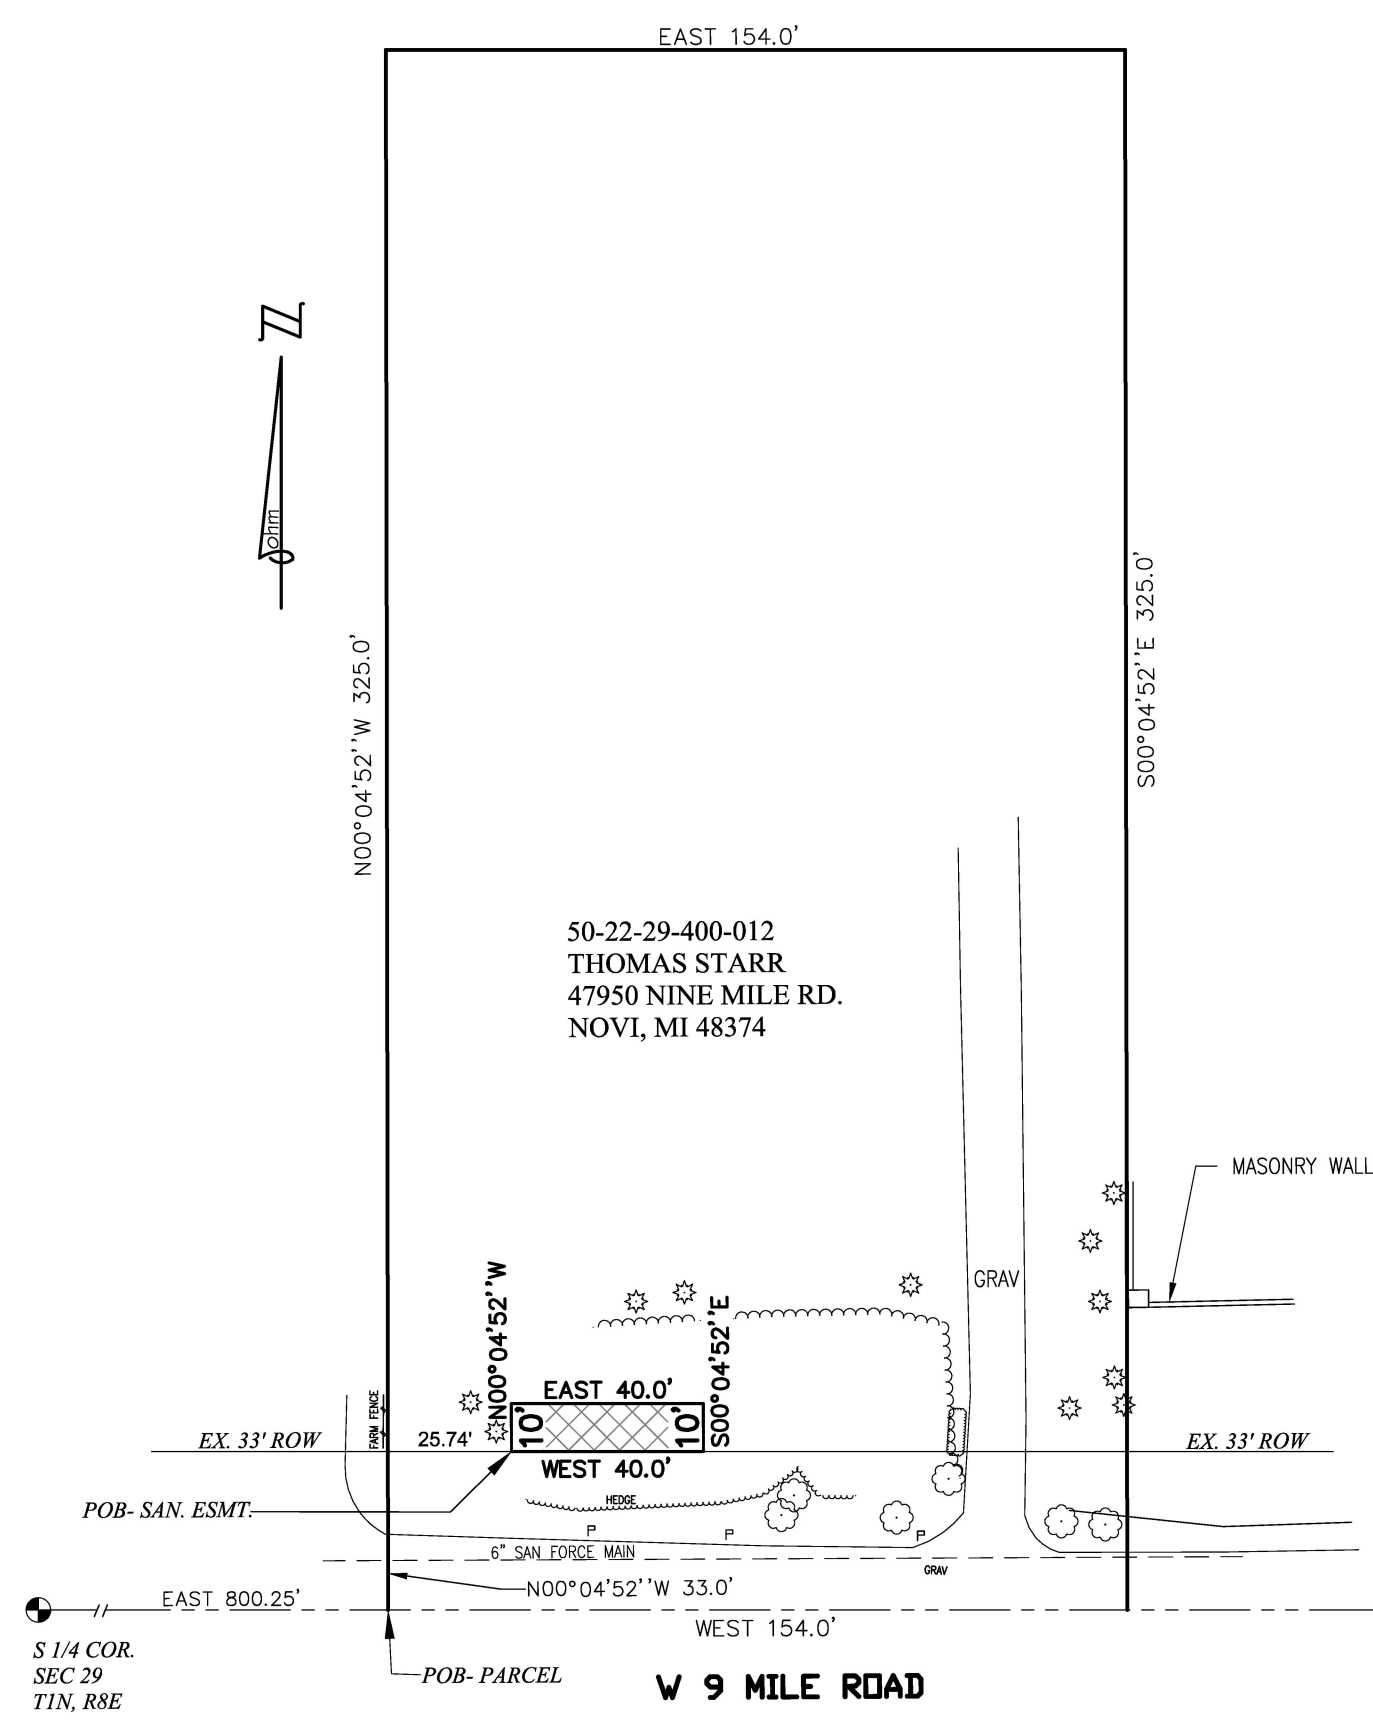 EAST 154.0'
Z
ohm
N00°04'52''W 325.0'
S00°04'52''E 325.0'
50-22-29-400-012
THOMAS STARR
47950 NINE MILE RD.
NOVI, MI 48374
MASONRY WALL
GRAV
N00°04'52''W
S00°04'52''E
EAST 40.0'
10'
10'
FARM FENCE
EX. 33' ROW
25.74'
EX. 33' ROW
WEST 40.0'
HEDGE
POB- SAN. ESMT.
P
P
P
6" SAN FORCE MAIN
GRAV
N00°04'52''W 33.0'
EAST 800.25'
WEST 154.0'
S 1/4 COR.
SEC 29
T1N, R8E
POB- PARCEL
W 9 MILE ROAD